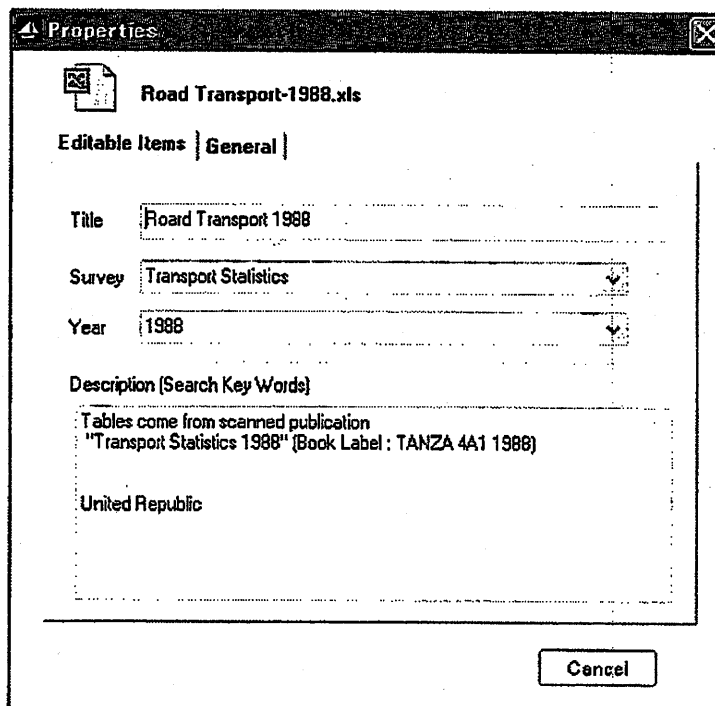 Properties
Road Transport-1988.xls
Editable Items General
Title Roard Transport 1988
Survey Transport Statistics
Year 1988
Description (Search Key Words)
Tables come from scanned publication
"Transport Statistics 1988" (Book Label : TANZA 4A1 1988)
United Republic
Cancel